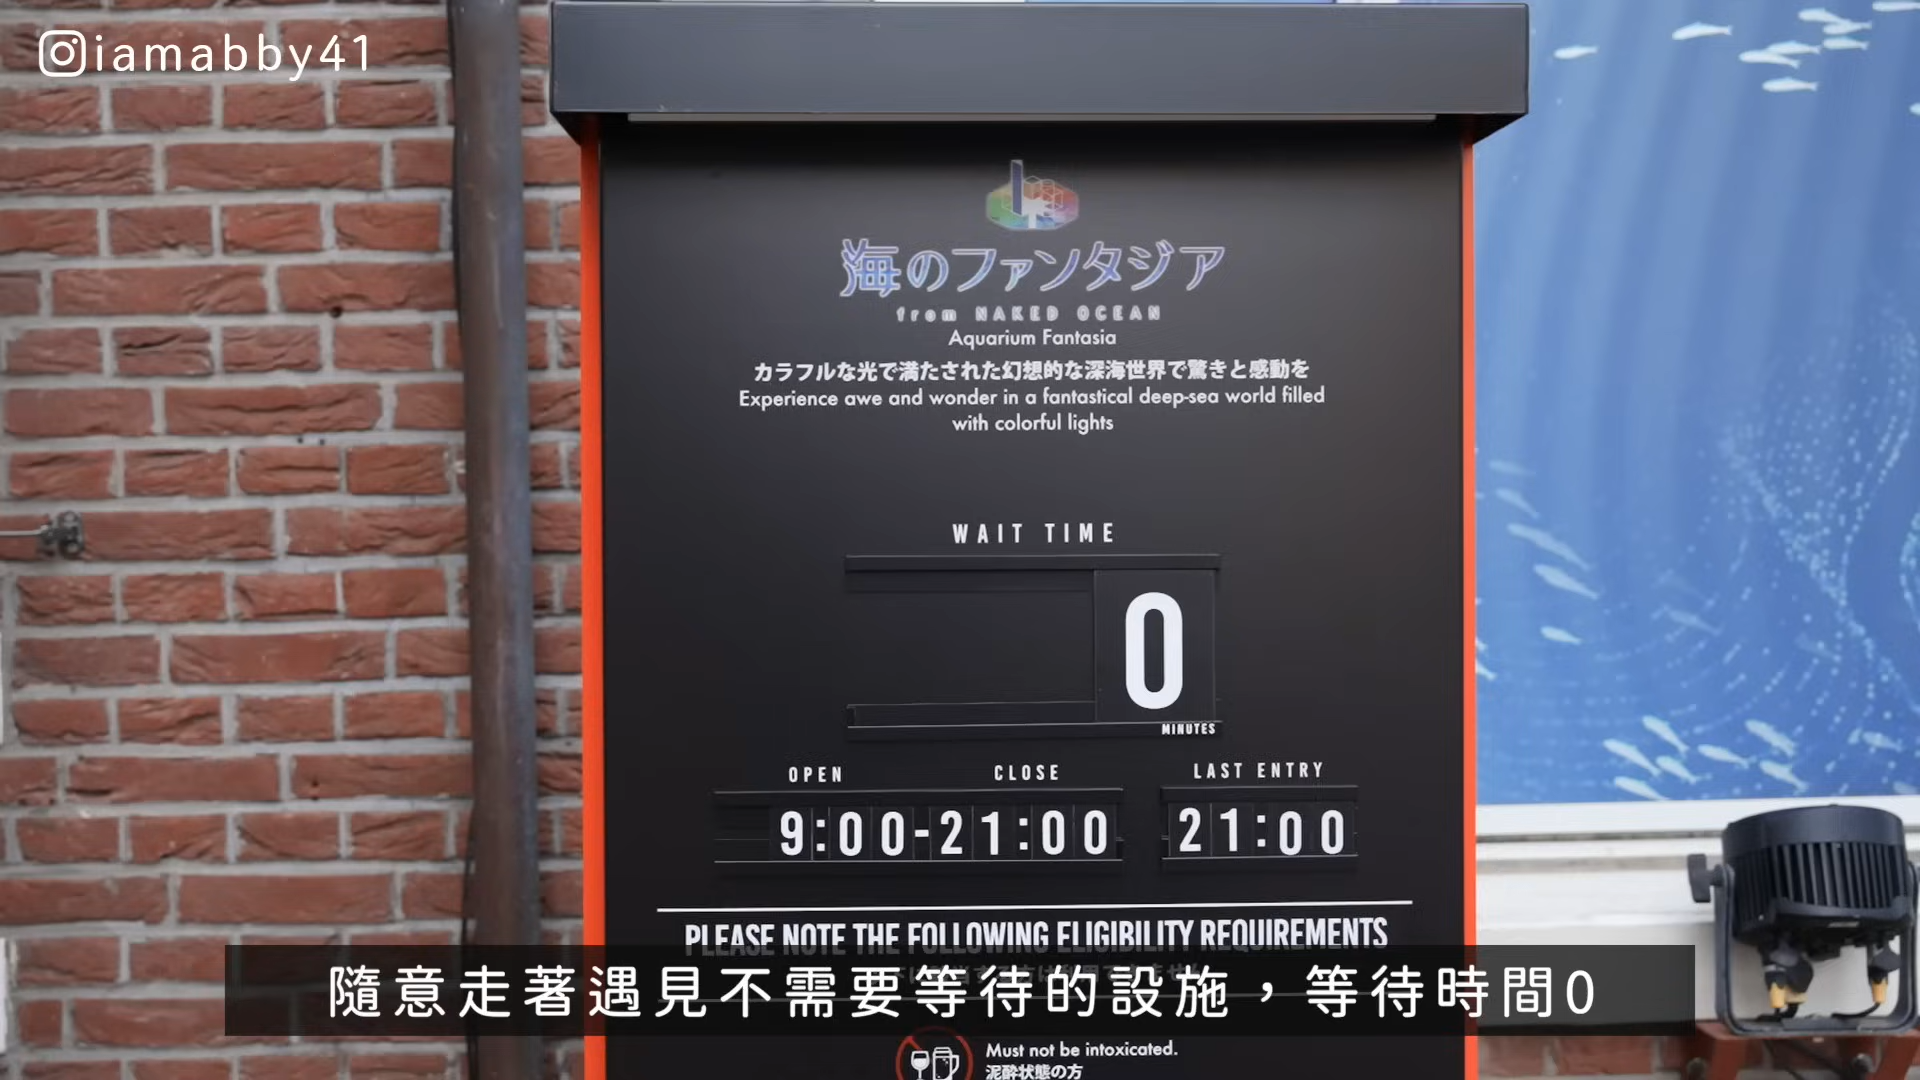 iamabby41
海のファンタジア
from NAKED OCEAN
Aquarium Fantasia
カラフルな光で満たされた幻想的な深海世界で驚きと感動を
Experience awe and wonder in a fantastical deep-sea world filled
with colorful lights
WAIT TIME
0
MINUTES
OPEN CLOSE LAST ENTRY
9:00-21:00 21:00
PLEASE NOTE THE FOLLOWING ELIGIBILITY REQUIREMENTS
隨意走著遇見不需要等待的設施，等待時間0
Must not be intoxicated.
泥酔状態の方